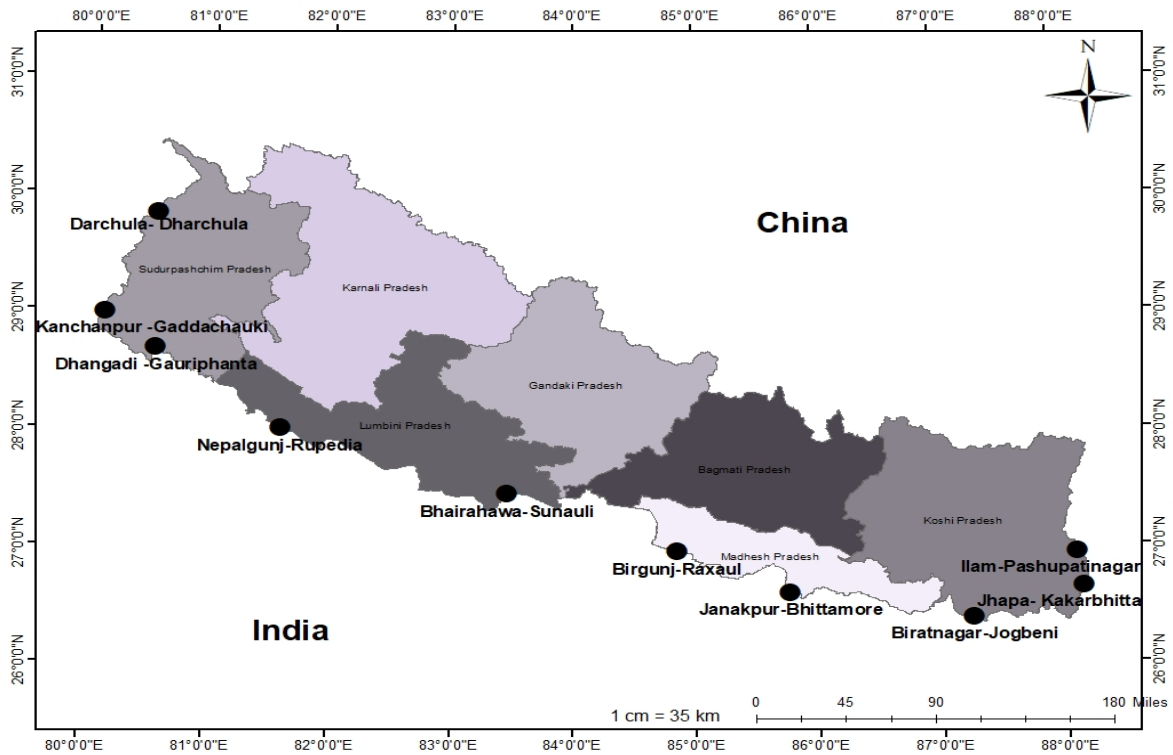 80°0'0"E 81°0'0"E 82°0'0"E 83°0'0"E 84°0'0"E 85°0'0"E 86°0'0"E 87°0'0"E 88°0'0"E
N
31°0'0"N 31°0'0"N
30°0'0"N 30°0'0"N
Darchula- Dharchula
China
Sudurpashchim Pradesh
Karnali Pradesh
29°0'0"N 29°0'0"N
Kanchanpur -Gaddachauki
Dhangadi -Gauriphanta
Gandaki Pradesh
28°0'0"N 28°0'0"N
Lumbini Pradesh
Nepalgunj-Rupedia
Bagmati Pradesh
Bhairahawa-Sunauli
Koshi Pradesh
27°0'0"N 27°0'0"N
Madhesh Pradesh
Birgunj-Raxaul
Ilam-Pashupatinagar
Janakpur-Bhittamore
Jhapa- Kakarbhitta
India
Biratnagar-Jogbeni
26°0'0"N 26°0'0"N
0 45 90 180 Miles
1 cm = 35 km
80°0'0"E 81°0'0"E 82°0'0"E 83°0'0"E 84°0'0"E 85°0'0"E 86°0'0"E 87°0'0"E 88°0'0"E